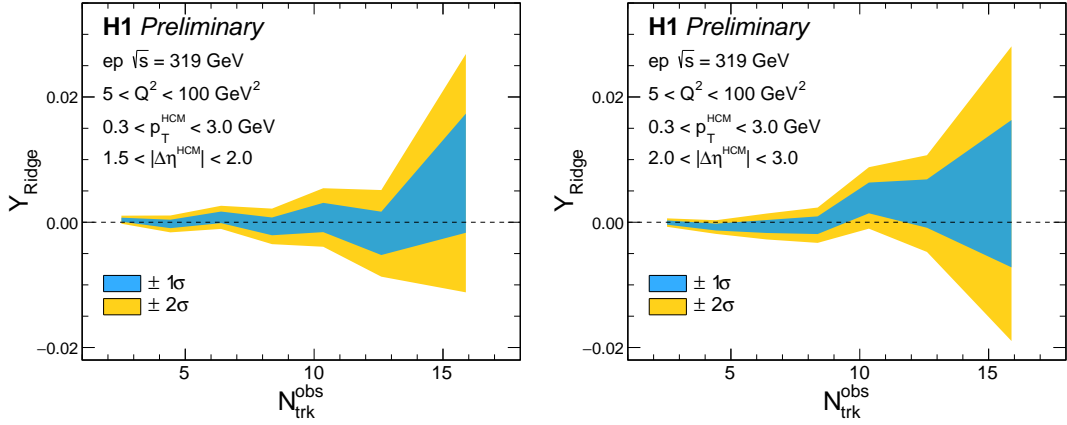 H1 Preliminary
ep √s = 319 GeV
5 < Q² < 100 GeV²
0.3 < p_T^HCM < 3.0 GeV
1.5 < |Δη^HCM| < 2.0
Y_Ridge
0.02
0.00
−0.02
± 1σ
± 2σ
5 10 15
N_trk^obs
H1 Preliminary
ep √s = 319 GeV
5 < Q² < 100 GeV²
0.3 < p_T^HCM < 3.0 GeV
2.0 < |Δη^HCM| < 3.0
Y_Ridge
0.02
0.00
−0.02
± 1σ
± 2σ
5 10 15
N_trk^obs